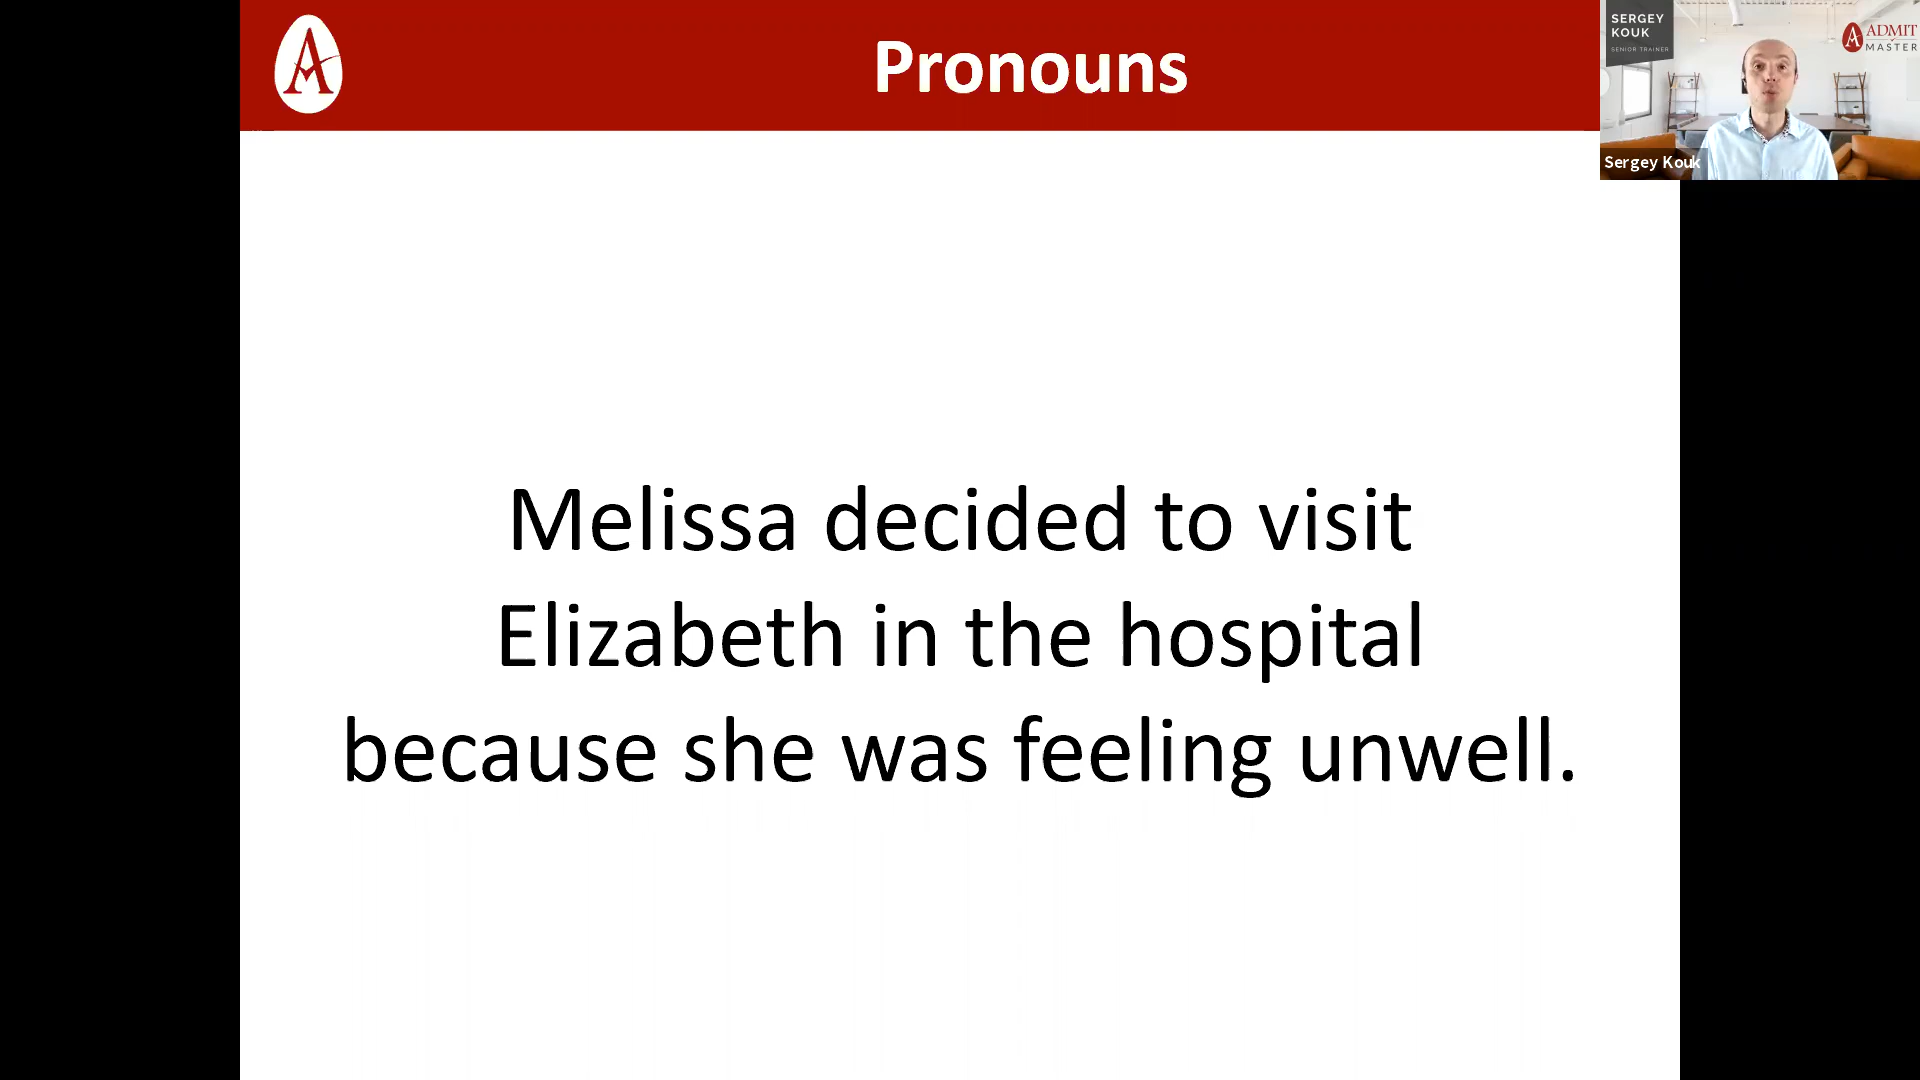 Pronouns
SERGEY
KOUK
SENIOR TRAINER
ADMIT
MASTER
Sergey Kouk
Melissa decided to visit
Elizabeth in the hospital
because she was feeling unwell.